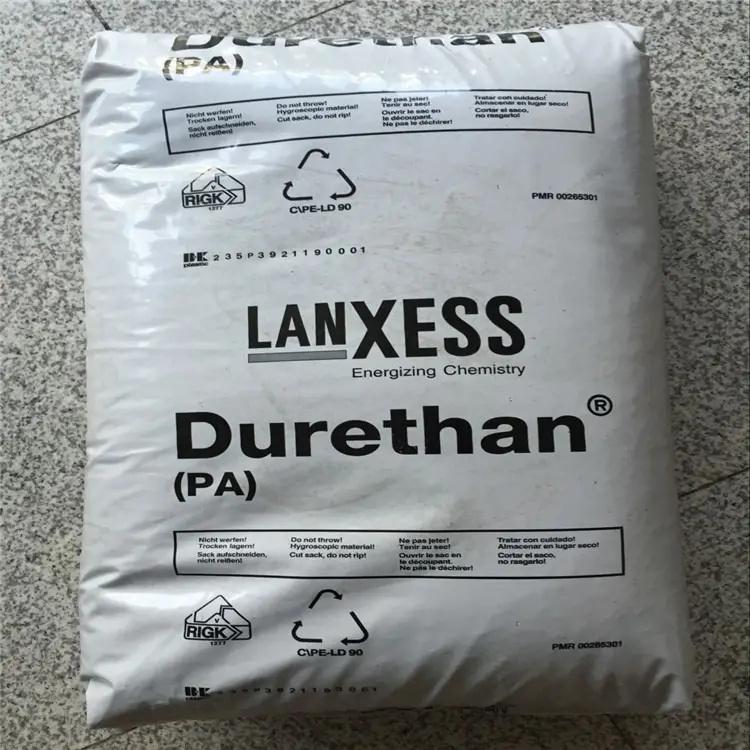 Durethan
(PA)
Nicht werfen!
Trocken lagern!
Sack aufschneiden,
nicht reißen!
Do not throw!
Hygroscopic material!
Cut sack, do not rip!
Ne pas jeter!
Tenir au sec!
Ouvrir le sac en
le découpant.
Ne pas le déchirer!
Tratar con cuidado!
Almacenar en lugar seco!
Cortar el saco,
no rasgarlo!
V
RIGK
1277
C\PE-LD 90
PMR 00265301
B+K
plastic
235P3921190001
LANXESS
Energizing Chemistry
Durethan®
(PA)
Nicht werfen!
Trocken lagern!
Sack aufschneiden,
nicht reißen!
Do not throw!
Hygroscopic material!
Cut sack, do not rip!
Ne pas jeter!
Tenir au sec!
Ouvrir le sac en
le découpant.
Ne pas le déchirer!
Tratar con cuidado!
Almacenar en lugar seco!
Cortar el saco,
no rasgarlo!
V
RIGK
1277
C\PE-LD 90
PMR 00265301
B+K